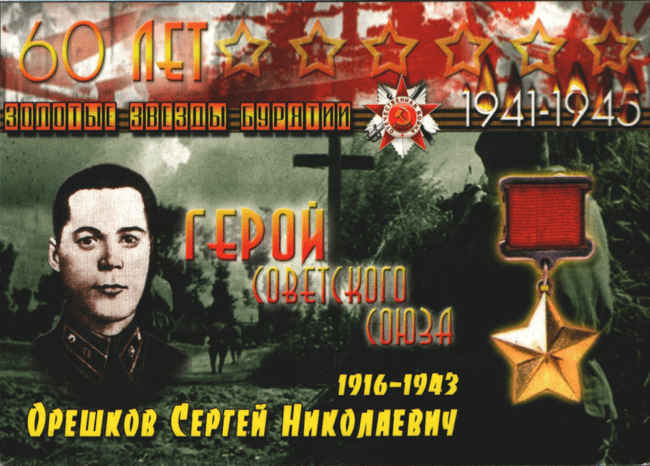 60 ЛЕТ
1941-1945
ЗОЛОТЫЕ ЗВЕЗДЫ БУРЯТИИ
ГЕРОЙ
СОВЕТСКОГО
СОЮЗА
1916-1943
ОРЕШКОВ СЕРГЕЙ НИКОЛАЕВИЧ